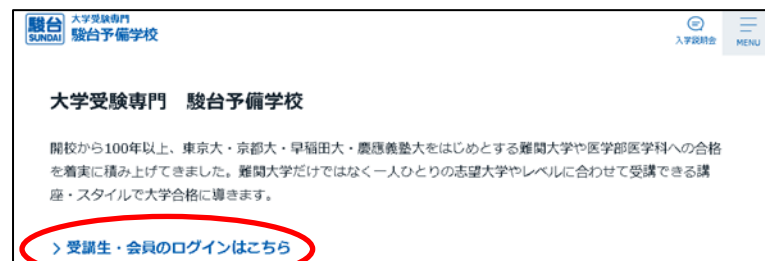 駿台 大学受験専門
SUNDAI 駿台予備学校
入学説明会 MENU
大学受験専門 駿台予備学校
開校から100年以上、東京大・京都大・早稲田大・慶應義塾大をはじめとする難関大学や医学部医学科への合格
を着実に積み上げてきました。難関大学だけではなく一人ひとりの志望大学やレベルに合わせて受講できる講
座・スタイルで大学合格に導きます。
> 受講生・会員のログインはこちら